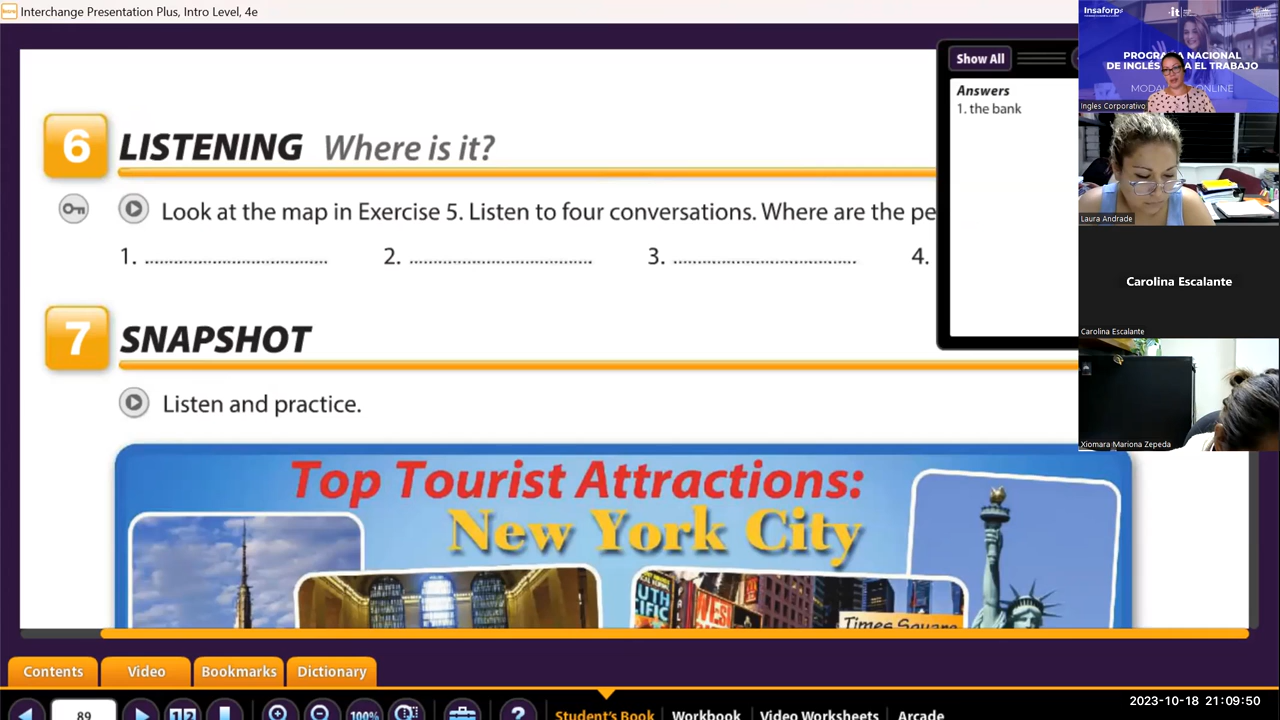 Interchange Presentation Plus, Intro Level, 4e
Show All
Answers
1. the bank
6 LISTENING Where is it?
Look at the map in Exercise 5. Listen to four conversations. Where are the pe
1. 2. 3. 4.
7 SNAPSHOT
Listen and practice.
Top Tourist Attractions:
New York City
Times Square
Contents Video Bookmarks Dictionary
89
100%
Student's Book Workbook Video Worksheets Arcade
Insaforp
PROGRAMA NACIONAL
DE INGLÉS EL TRABAJO
Ingles Corporativo
Laura Andrade
Carolina Escalante
Carolina Escalante
Xiomara Mariona Zepeda
2023-10-18 21:09:50